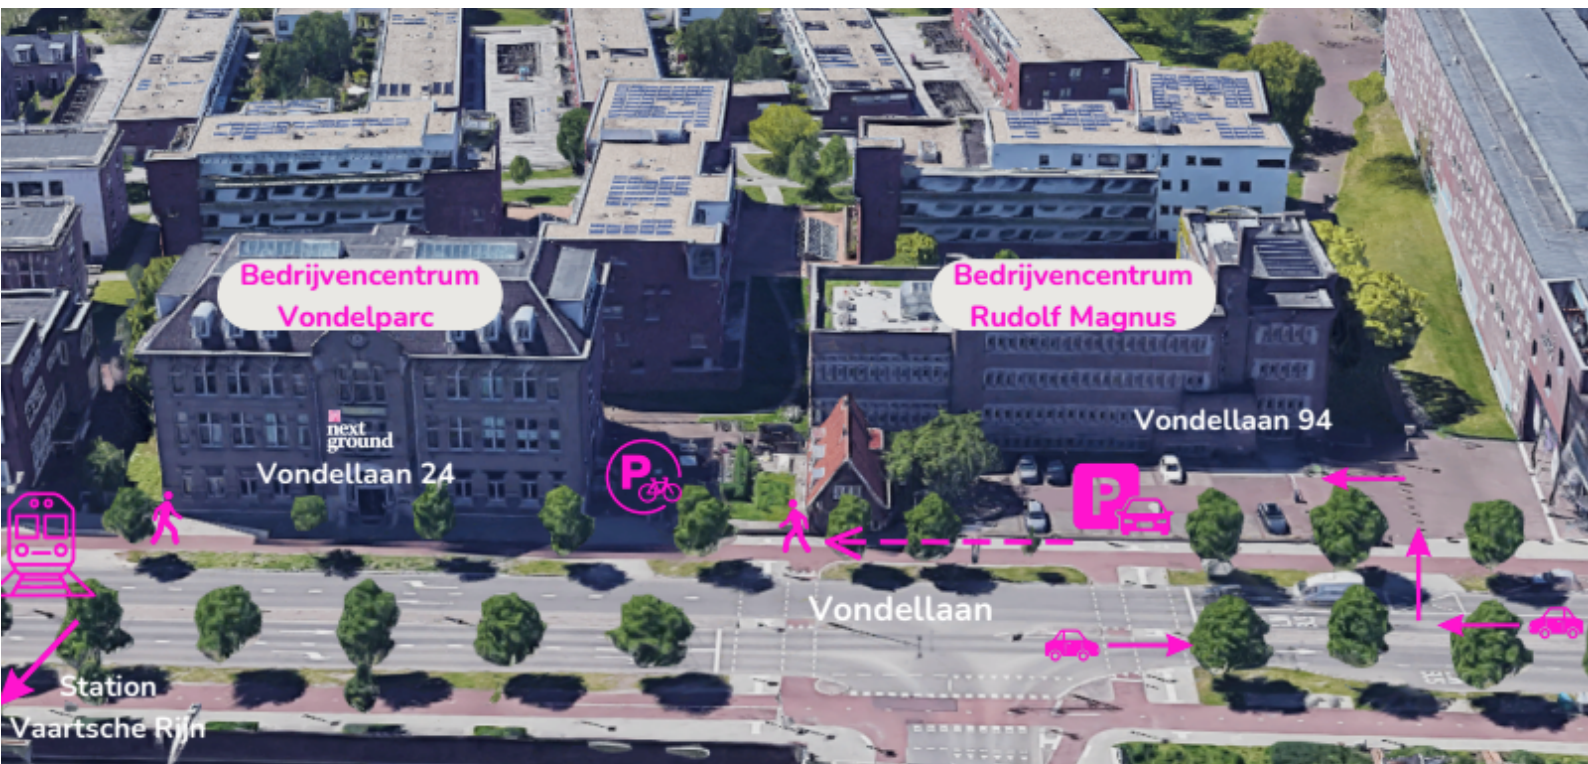 Bedrijvencentrum
Vondelparc
Bedrijvencentrum
Rudolf Magnus
next
ground
Vondellaan 24
Vondellaan 94
P
P
Vondellaan
Station
Vaartsche Rijn